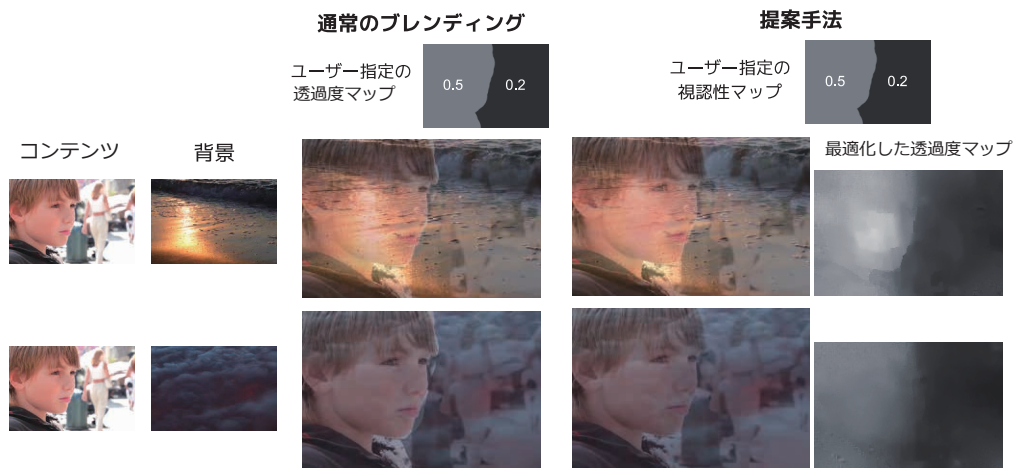 通常のブレンディング
提案手法
ユーザー指定の
透過度マップ
0.5
0.2
ユーザー指定の
視認性マップ
0.5
0.2
コンテンツ
背景
最適化した透過度マップ